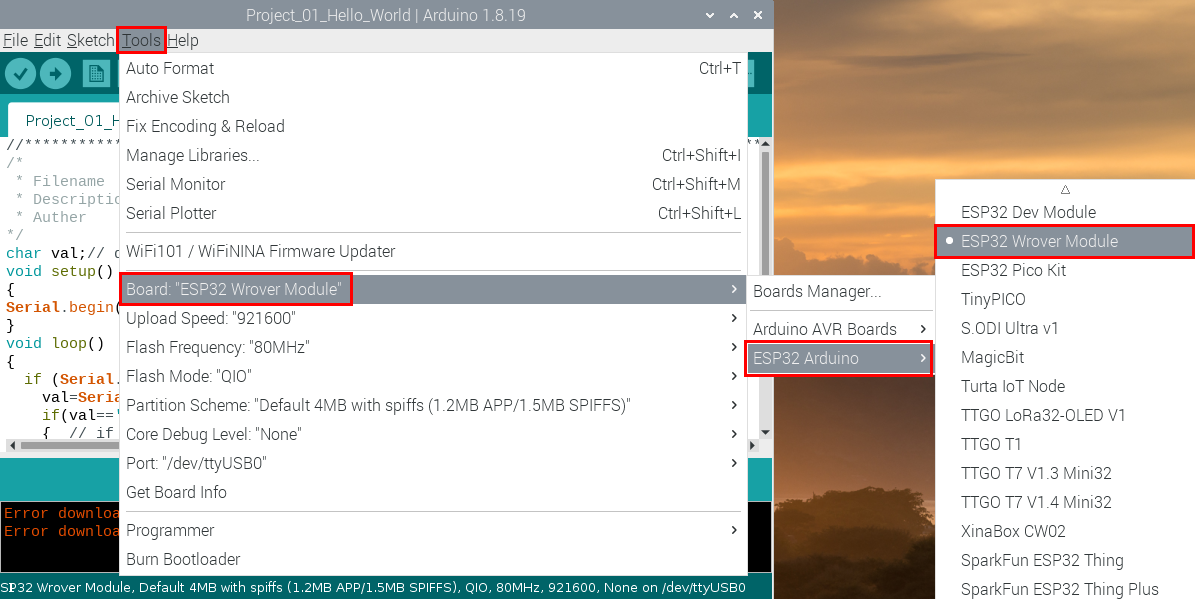 Project_01_Hello_World | Arduino 1.8.19
File Edit Sketch Tools Help
Auto Format Ctrl+T
Archive Sketch
Fix Encoding & Reload
Manage Libraries... Ctrl+Shift+I
Serial Monitor Ctrl+Shift+M
Serial Plotter Ctrl+Shift+L
WiFi101 / WiFiNINA Firmware Updater
Board: "ESP32 Wrover Module"
Upload Speed: "921600"
Flash Frequency: "80MHz"
Flash Mode: "QIO"
Partition Scheme: "Default 4MB with spiffs (1.2MB APP/1.5MB SPIFFS)"
Core Debug Level: "None"
Port: "/dev/ttyUSB0"
Get Board Info
Programmer
Burn Bootloader
Boards Manager...
Arduino AVR Boards
ESP32 Arduino
ESP32 Dev Module
ESP32 Wrover Module
ESP32 Pico Kit
TinyPICO
S.ODI Ultra v1
MagicBit
Turta IoT Node
TTGO LoRa32-OLED V1
TTGO T1
TTGO T7 V1.3 Mini32
TTGO T7 V1.4 Mini32
XinaBox CW02
SparkFun ESP32 Thing
SparkFun ESP32 Thing Plus
Project_01_H
//************
/*
* Filename
* Descriptio
* Auther
*/
char val;// d
void setup()
{
Serial.begin(
}
void loop()
{
if (Serial.
val=Seria
if(val=='
{ // if
Error downloa
Error downloa
SP32 Wrover Module, Default 4MB with spiffs (1.2MB APP/1.5MB SPIFFS), QIO, 80MHz, 921600, None on /dev/ttyUSB0